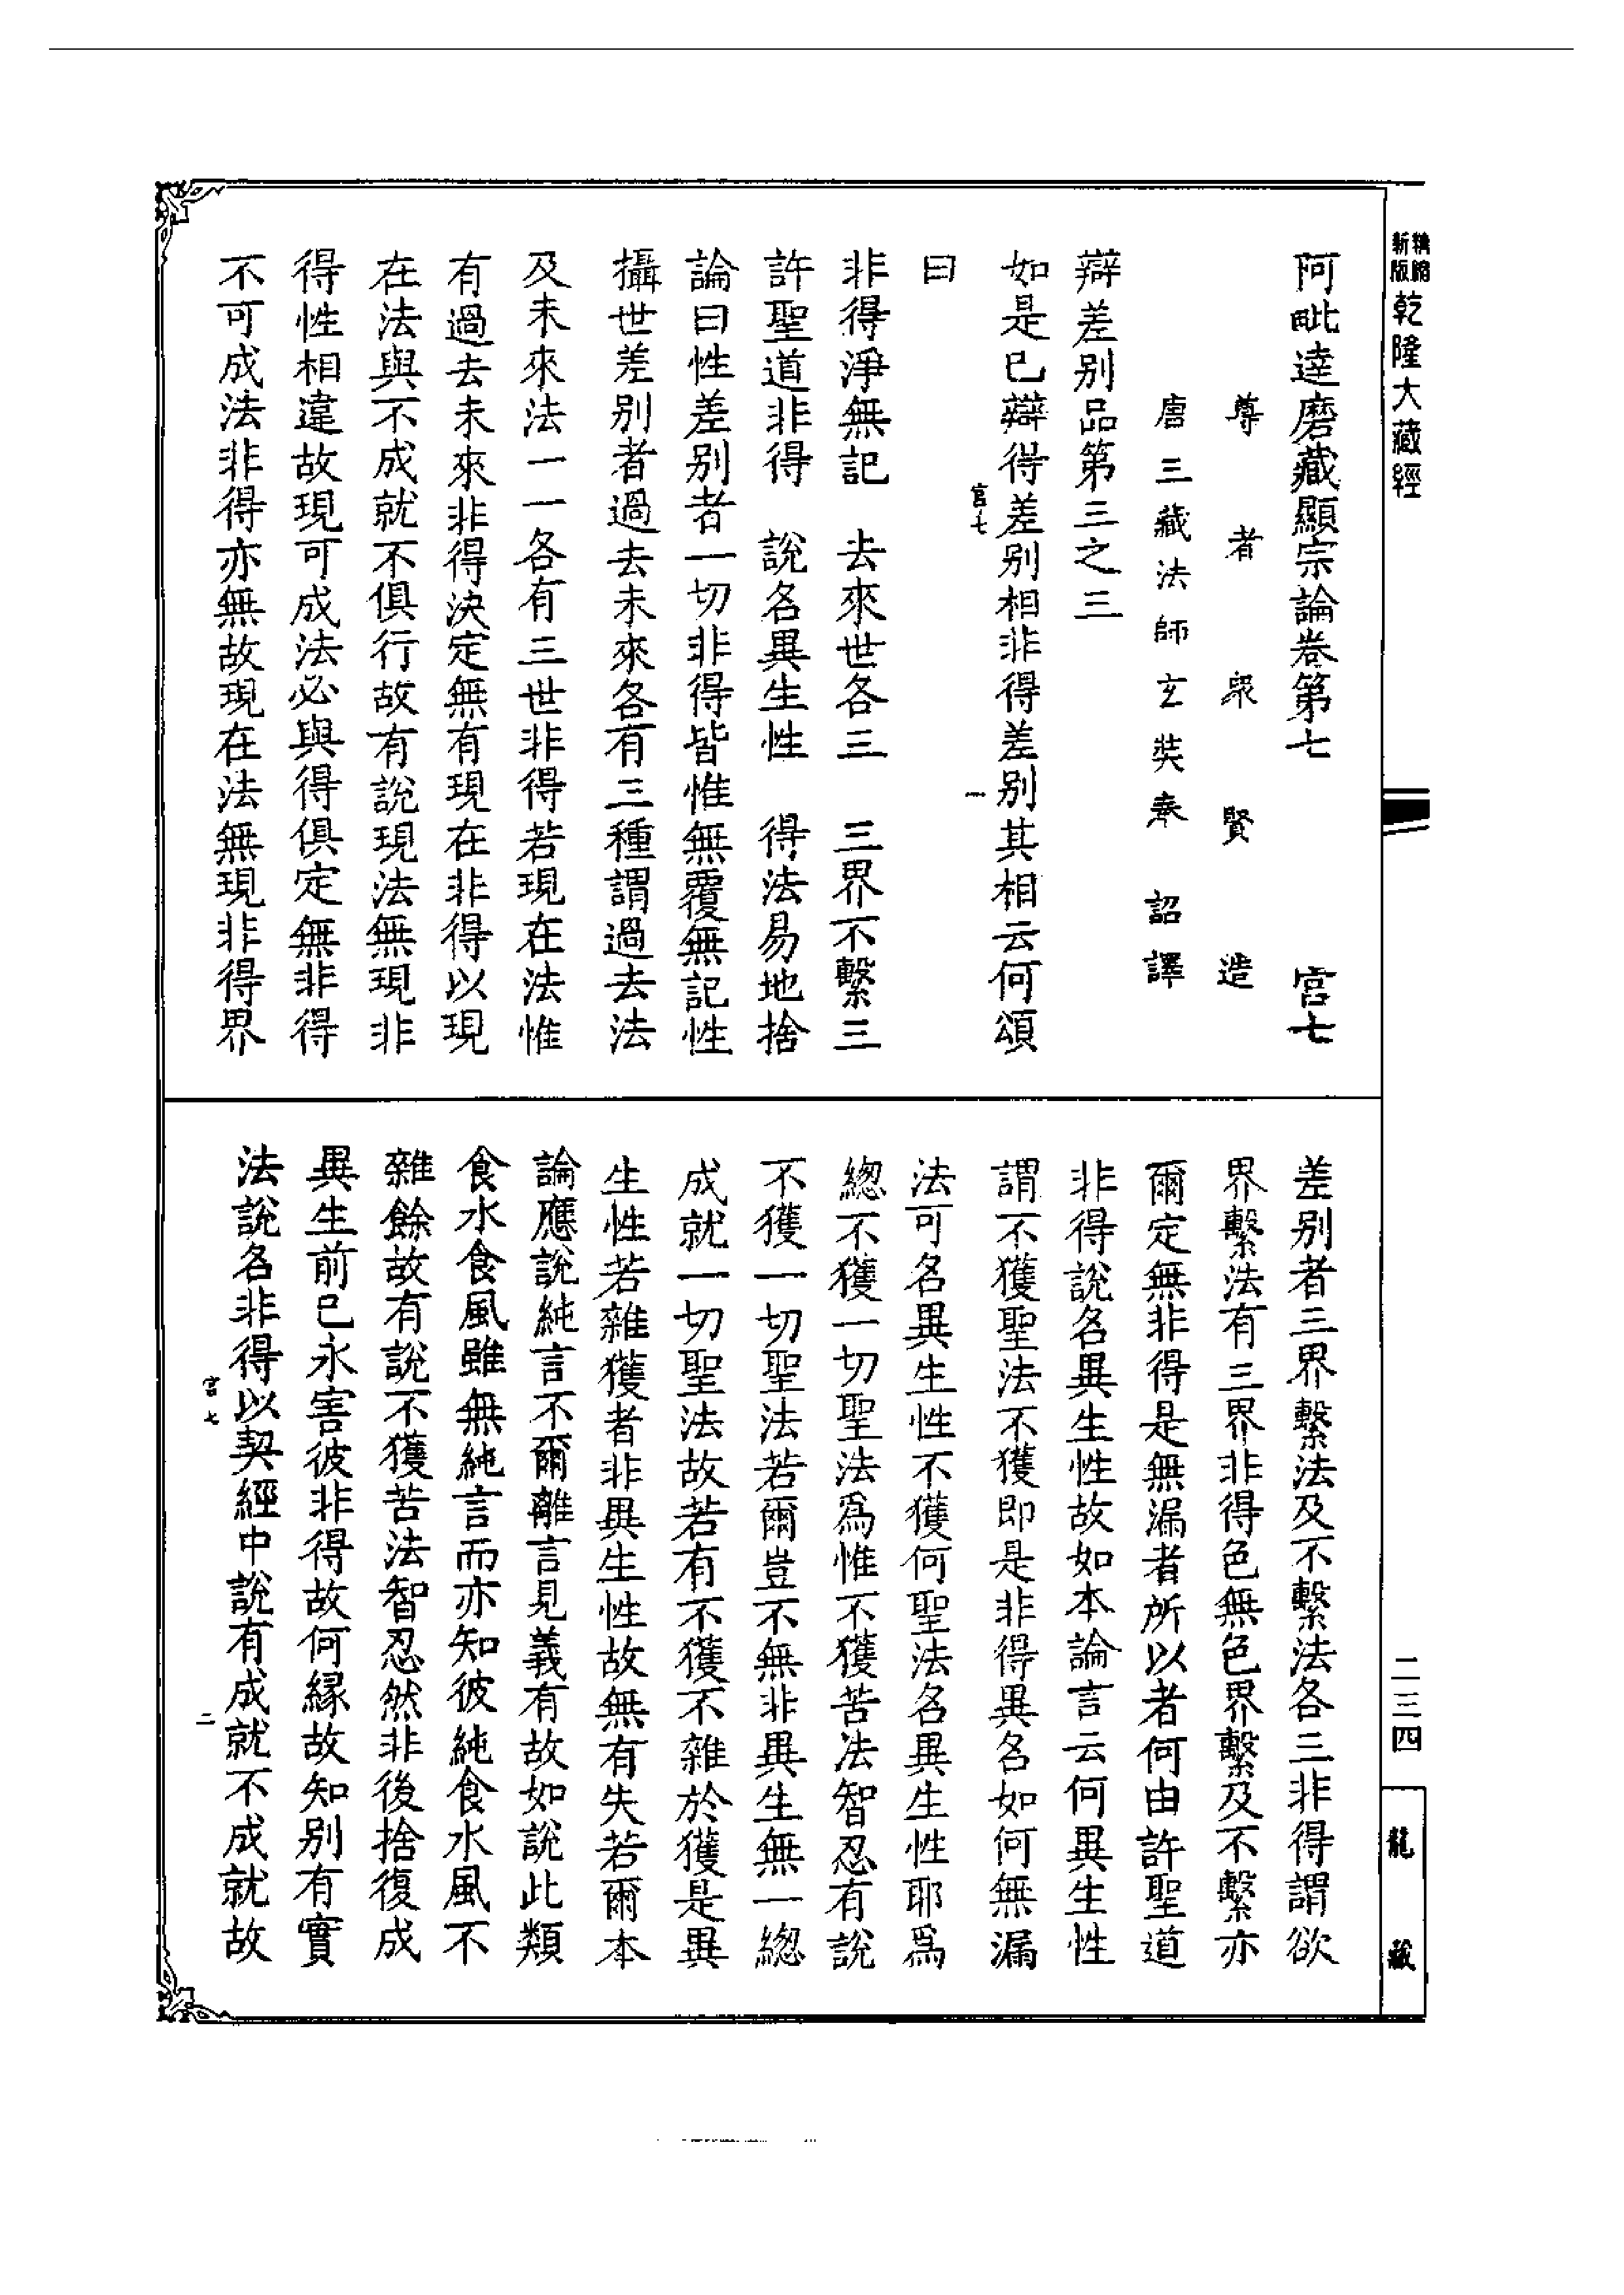 新版
精縮
乾隆大藏經
阿毗達磨藏顯宗論卷第七 宮七
尊者衆賢造
唐三藏法師玄奘奉 詔譯
辯差别品第三之三
如是已辯得差别相非得差别其相云何頌
宮七
一
曰
非得淨無記 去來世各三 三界不繫三
許聖道非得 說名異生性 得法易地捨
論曰性差别者一切非得皆惟無覆無記性
攝世差别者過去未來各有三種謂過去法
及未來法一一各有三世非得若現在法惟
有過去未來非得決定無有現在非得以現
在法與不成就不俱行故有說現法無現非
得性相違故現可成法必與得俱定無非得
不可成法非得亦無故現在法無現非得界
差别者三界繫法及不繫法各三非得謂欲
界繫法有三界非得色無色界繫及不繫亦
爾定無非得是無漏者所以者何由許聖道
非得說名異生性故如本論言云何異生性
謂不獲聖法不獲即是非得異名如何無漏
法可名異生性不獲何聖法名異生性耶爲
總不獲一切聖法爲惟不獲苦法智忍有說
不獲一切聖法若爾豈不無非異生無一總
成就一切聖法故若有不獲不雜於獲是異
生性若雜獲者非異生性故無有失若爾本
論應說純言不爾離言見義有故如說此類
食水食風雖無純言而亦知彼純食水風不
雜餘故有說不獲苦法智忍然非後捨復成
異生前已永害彼非得故何緣故知别有實
法說名非得以契經中說有成就不成就故
宮七
二
二三四
龍藏